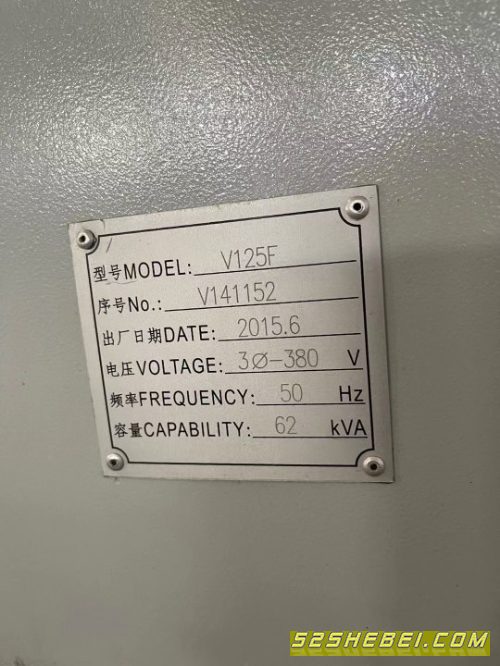 型号MODEL: V125F
序号No.: V141152
出厂日期DATE: 2015.6
电压VOLTAGE: 3Ø-380 V
频率FREQUENCY: 50 Hz
容量CAPABILITY: 62 kVA
52SHEBEI.COM